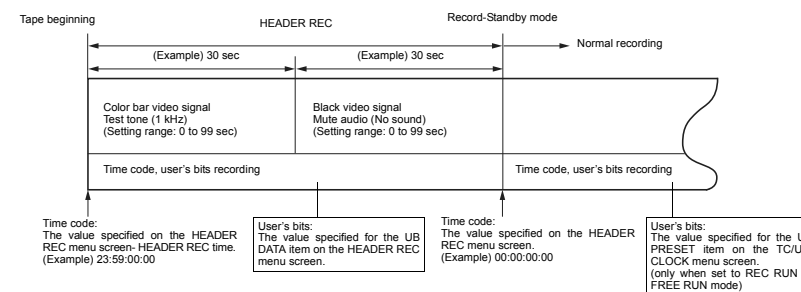 Tape beginning
HEADER REC
Record-Standby mode
Normal recording
(Example) 30 sec
(Example) 30 sec
Color bar video signal
Test tone (1 kHz)
(Setting range: 0 to 99 sec)
Black video signal
Mute audio (No sound)
(Setting range: 0 to 99 sec)
Time code, user's bits recording
Time code, user's bits recording
Time code:
The value specified on the HEADER
REC menu screen- HEADER REC time.
(Example) 23:59:00:00
User's bits:
The value specified for the UB
DATA item on the HEADER REC
menu screen.
Time code:
The value specified on the HEADER
REC menu screen.
(Example) 00:00:00:00
User's bits:
The value specified for the
PRESET item on the
CLOCK menu screen.
(only when set to REC RUN
FREE RUN mode)